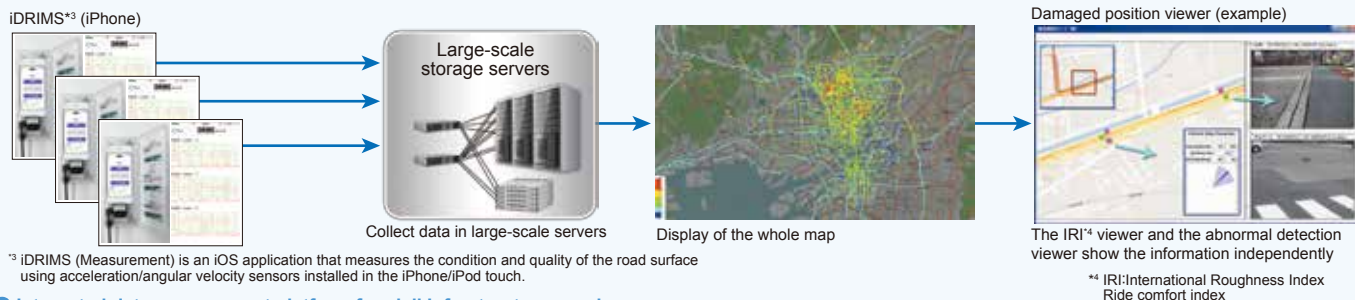 iDRIMS*3 (iPhone)
Large-scale
storage servers
Collect data in large-scale servers
Display of the whole map
Damaged position viewer (example)
The IRI*4 viewer and the abnormal detection
viewer show the information independently
*3 iDRIMS (Measurement) is an iOS application that measures the condition and quality of the road surface
using acceleration/angular velocity sensors installed in the iPhone/iPod touch.
*4 IRI:International Roughness Index
Ride comfort index